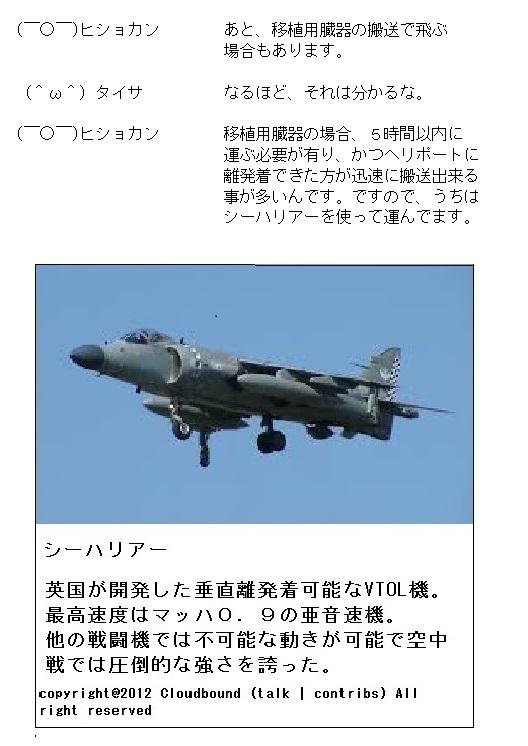 (￣○￣)ヒショカン　あと、移植用臓器の搬送で飛ぶ
場合もあります。
(＾ω＾) タイサ　なるほど、それは分かるな。
(￣○￣)ヒショカン　移植用臓器の場合、５時間以内に
運ぶ必要が有り、かつヘリポートに
離発着できた方が迅速に搬送出来る
事が多いんです。ですので、うちは
シーハリアーを使って運んでます。
シーハリアー
英国が開発した垂直離発着可能なVTOL機。
最高速度はマッハ０．９の亜音速機。
他の戦闘機では不可能な動きが可能で空中
戦では圧倒的な強さを誇った。
copyright@2012 Cloudbound (talk | contribs) All
right reserved